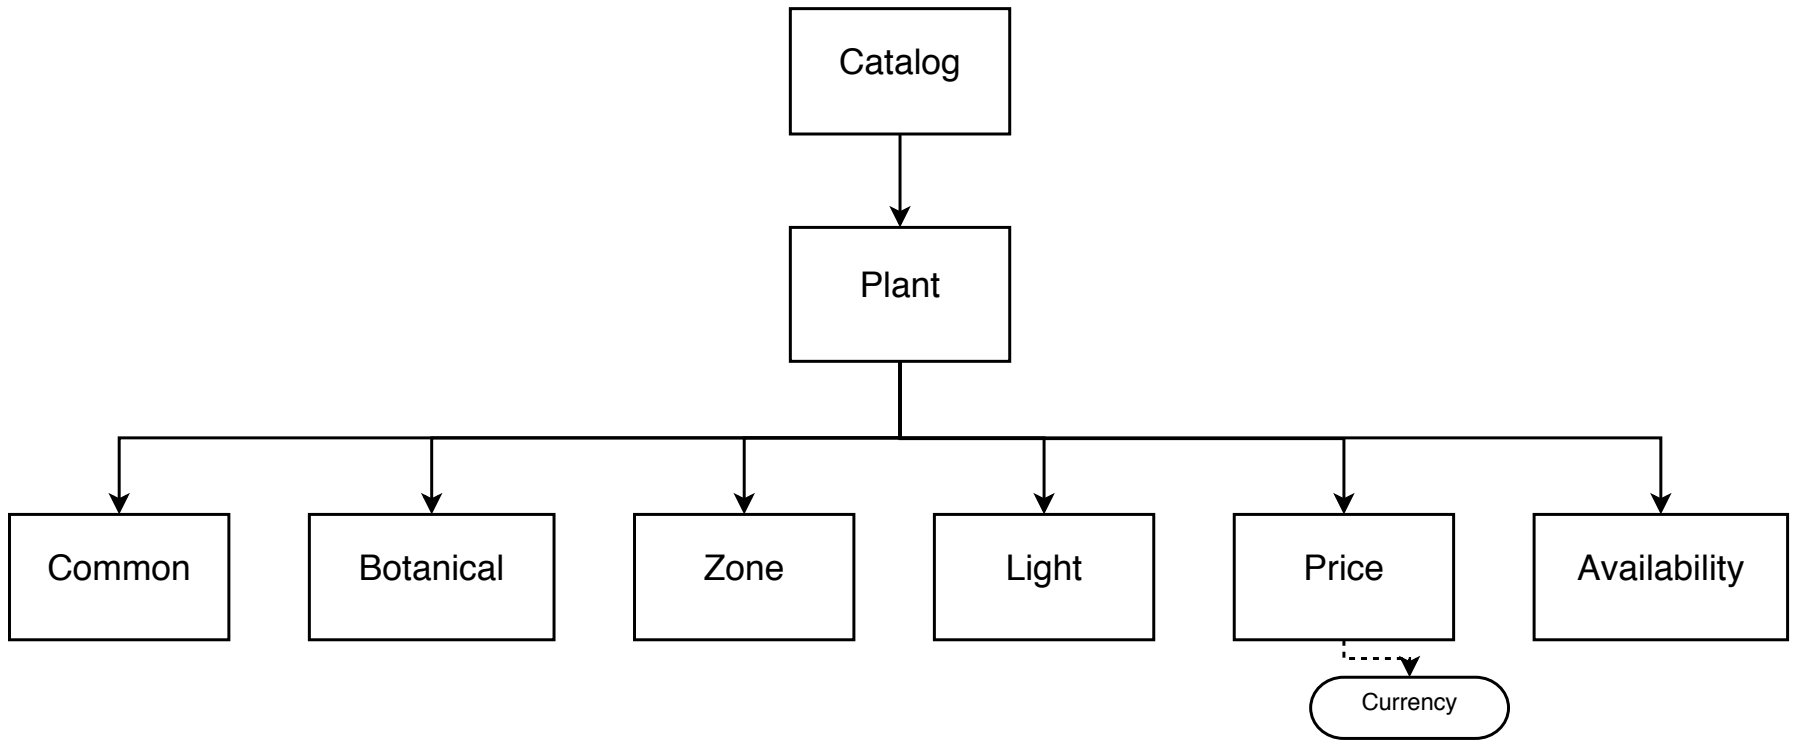 Catalog
Plant
Common
Botanical
Zone
Light
Price
Availability
Currency